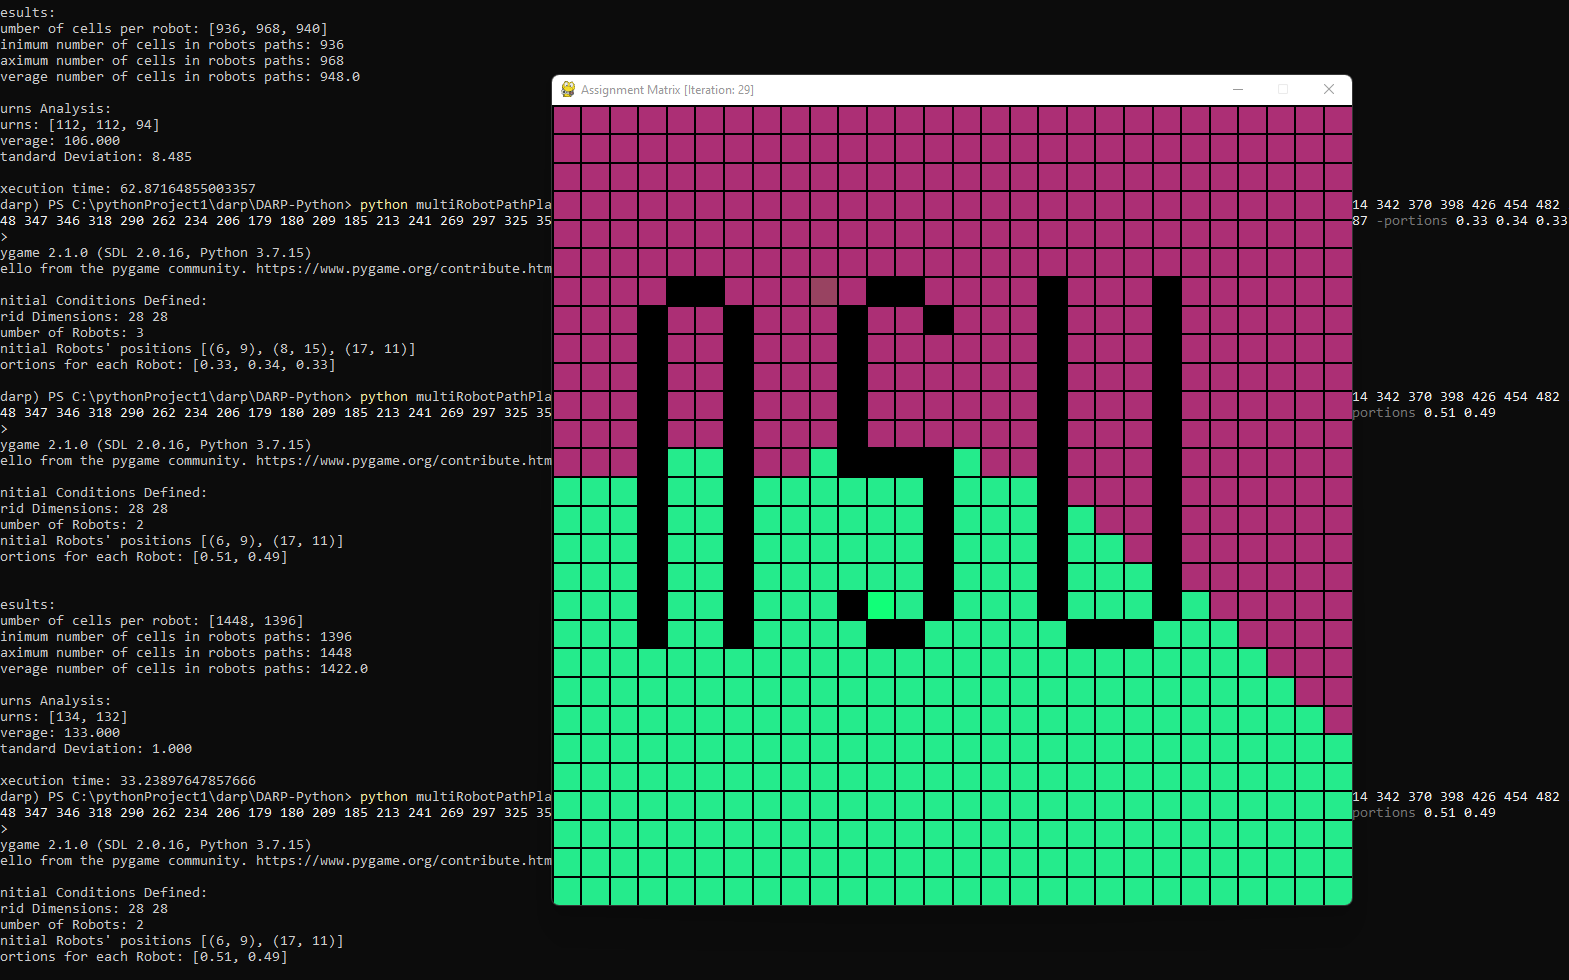 esults:
umber of cells per robot: [936, 968, 940]
inimum number of cells in robots paths: 936
aximum number of cells in robots paths: 968
verage number of cells in robots paths: 948.0
urns Analysis:
urns: [112, 112, 94]
verage: 106.000
tandard Deviation: 8.485
xecution time: 62.87164855003357
darp) PS C:\pythonProject1\darp\DARP-Python> python multiRobotPathPla 14 342 370 398 426 454 482
48 347 346 318 290 262 234 206 179 180 209 185 213 241 269 297 325 35 87 -portions 0.33 0.34 0.33
>
ygame 2.1.0 (SDL 2.0.16, Python 3.7.15)
ello from the pygame community. https://www.pygame.org/contribute.htm
nitial Conditions Defined:
rid Dimensions: 28 28
umber of Robots: 3
nitial Robots' positions [(6, 9), (8, 15), (17, 11)]
ortions for each Robot: [0.33, 0.34, 0.33]
darp) PS C:\pythonProject1\darp\DARP-Python> python multiRobotPathPla 14 342 370 398 426 454 482
48 347 346 318 290 262 234 206 179 180 209 185 213 241 269 297 325 35 portions 0.51 0.49
>
ygame 2.1.0 (SDL 2.0.16, Python 3.7.15)
ello from the pygame community. https://www.pygame.org/contribute.htm
nitial Conditions Defined:
rid Dimensions: 28 28
umber of Robots: 2
nitial Robots' positions [(6, 9), (17, 11)]
ortions for each Robot: [0.51, 0.49]
esults:
umber of cells per robot: [1448, 1396]
inimum number of cells in robots paths: 1396
aximum number of cells in robots paths: 1448
verage number of cells in robots paths: 1422.0
urns Analysis:
urns: [134, 132]
verage: 133.000
tandard Deviation: 1.000
xecution time: 33.23897647857666
darp) PS C:\pythonProject1\darp\DARP-Python> python multiRobotPathPla 14 342 370 398 426 454 482
48 347 346 318 290 262 234 206 179 180 209 185 213 241 269 297 325 35 portions 0.51 0.49
>
ygame 2.1.0 (SDL 2.0.16, Python 3.7.15)
ello from the pygame community. https://www.pygame.org/contribute.htm
nitial Conditions Defined:
rid Dimensions: 28 28
umber of Robots: 2
nitial Robots' positions [(6, 9), (17, 11)]
ortions for each Robot: [0.51, 0.49]
Assignment Matrix [Iteration: 29]